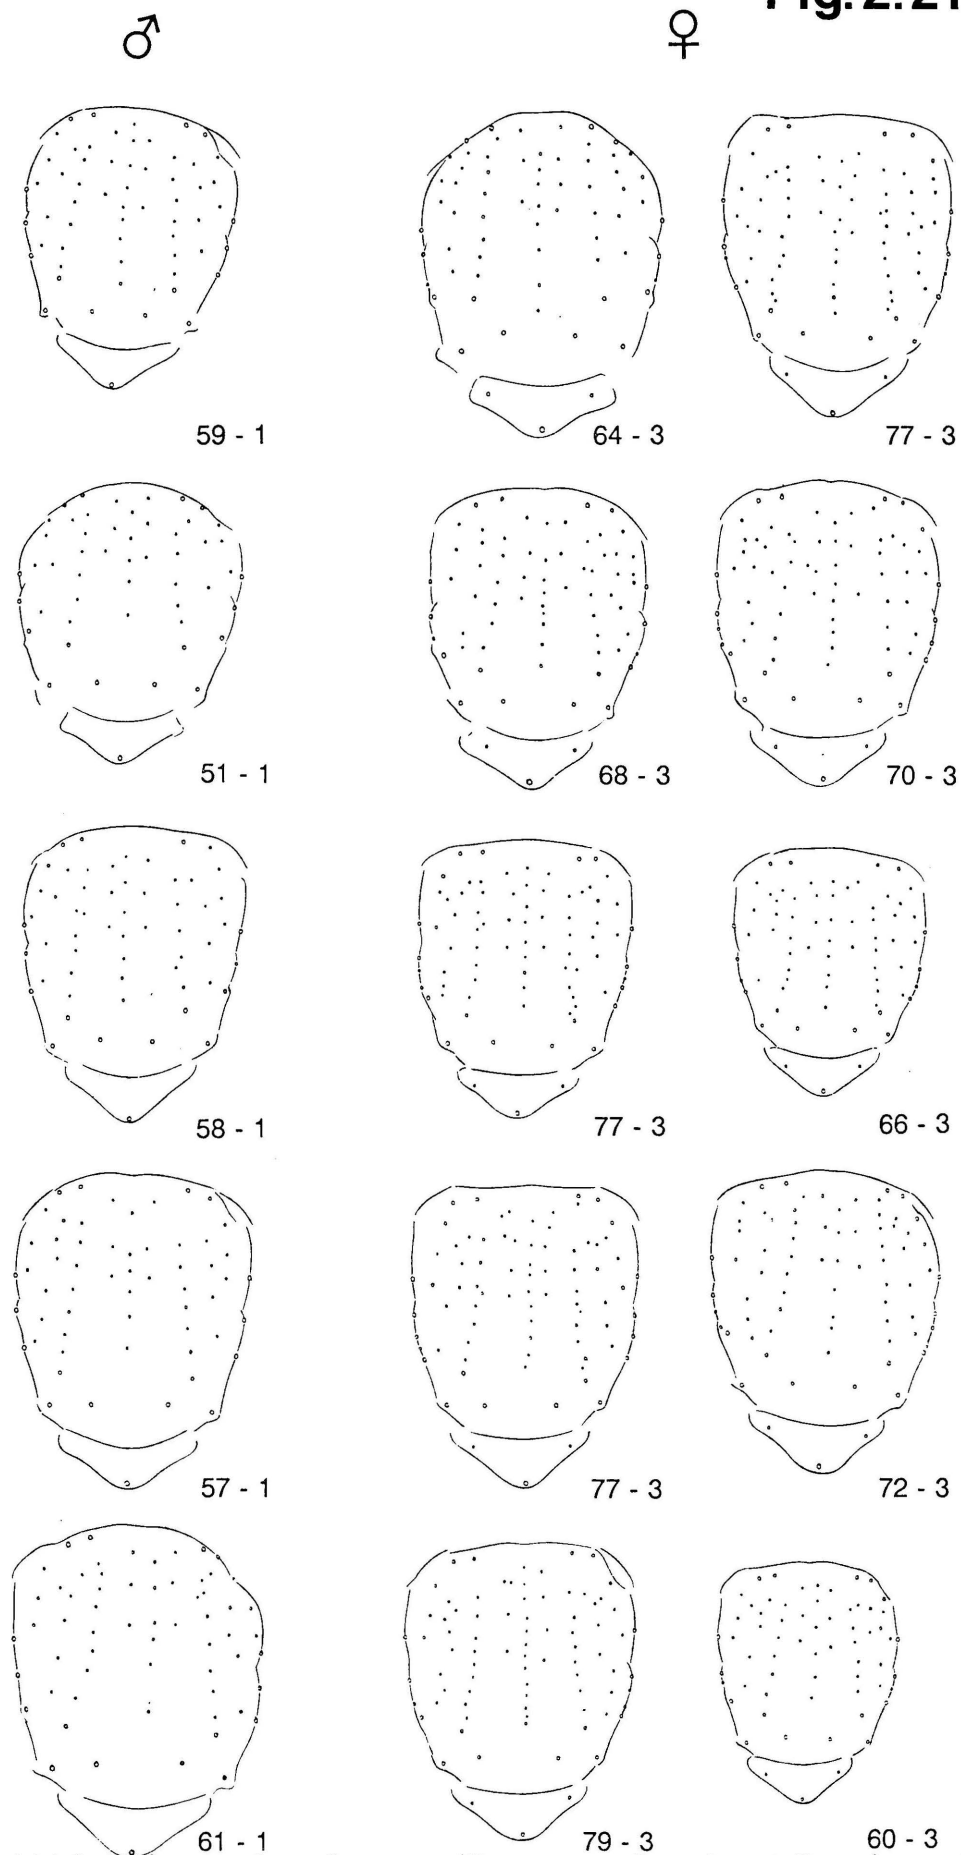 Fig. 2. 21
♂ ♀
59 - 1 64 - 3 77 - 3
51 - 1 68 - 3 70 - 3
58 - 1 77 - 3 66 - 3
57 - 1 77 - 3 72 - 3
61 - 1 79 - 3 60 - 3